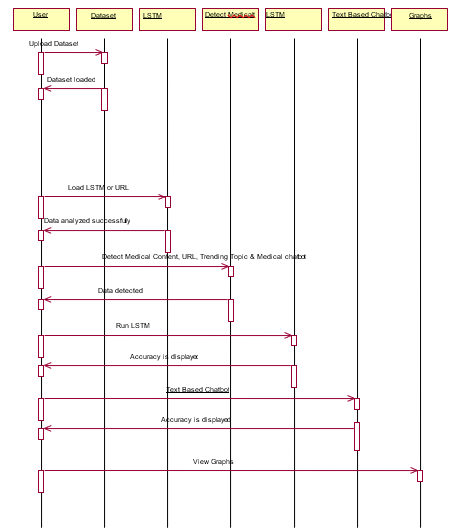 User
Dataset
LSTM
Detect Medicalt
LSTM
Text Based Chatbo
Graphs
Upload Dataset
Dataset loaded
Load LSTM or URL
Data analyzed successfully
Detect Medical Content, URL, Trending Topic & Medical chatbot
Data detected
Run LSTM
Accuracy is displayed
Text Based Chatbot
Accuracy is displayed
View Graphs